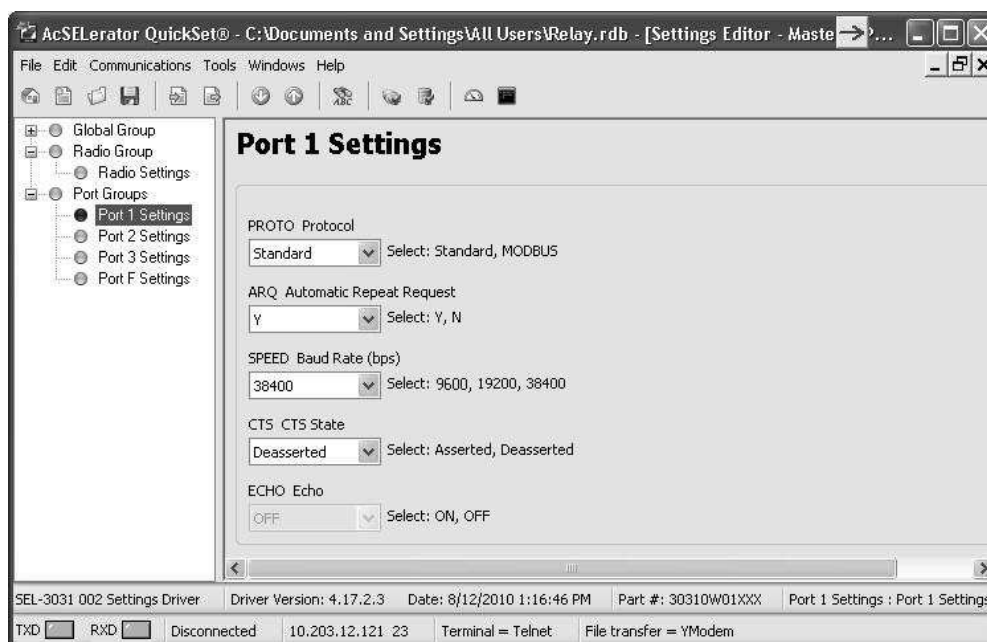 AcSELerator QuickSet® - C:\Documents and Settings\All Users\Relay.rdb - [Settings Editor - Maste
File Edit Communications Tools Windows Help
Global Group
Radio Group
Radio Settings
Port Groups
Port 1 Settings
Port 2 Settings
Port 3 Settings
Port F Settings
Port 1 Settings
PROTO Protocol
Standard Select: Standard, MODBUS
ARQ Automatic Repeat Request
Y Select: Y, N
SPEED Baud Rate (bps)
38400 Select: 9600, 19200, 38400
CTS CTS State
Deasserted Select: Asserted, Deasserted
ECHO Echo
OFF Select: ON, OFF
SEL-3031 002 Settings Driver Driver Version: 4.17.2.3 Date: 8/12/2010 1:16:46 PM Part #: 30310W01XXX Port 1 Settings : Port 1 Settings
TXD RXD Disconnected 10.203.12.121 23 Terminal = Telnet File transfer = YModem